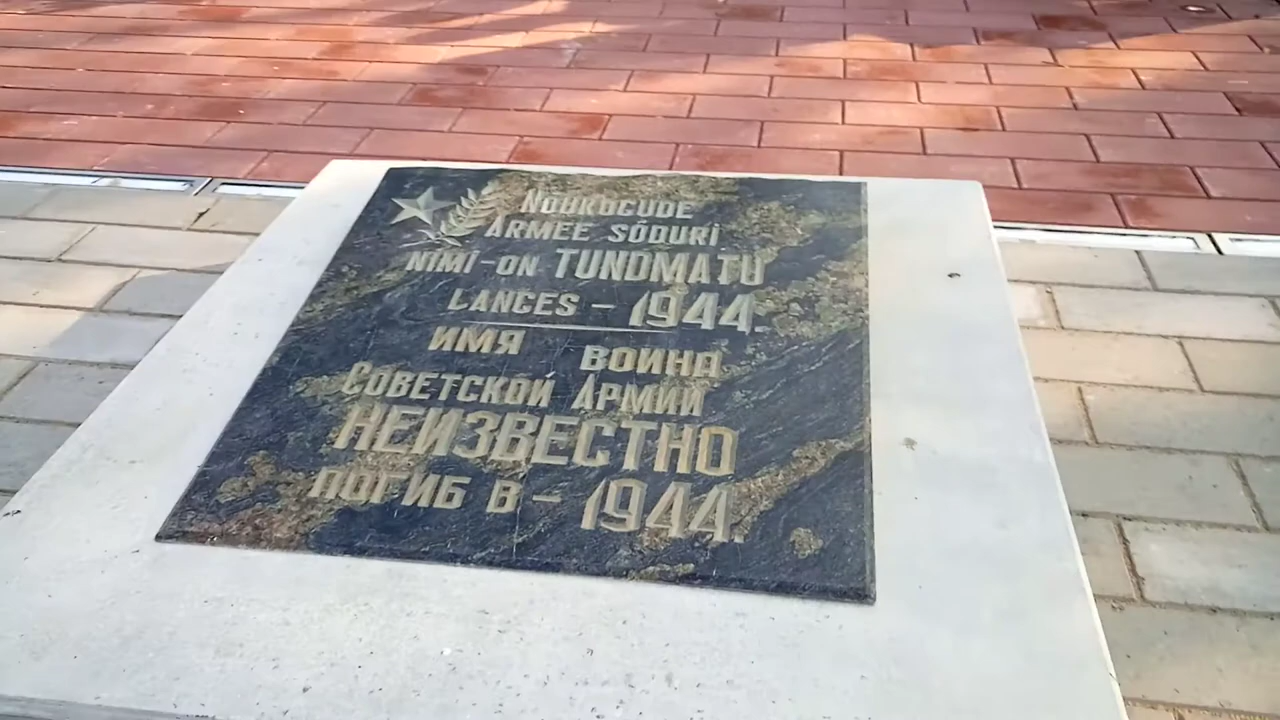 NÕUKOGUDE
ARMEE SÕDURI
NIMI-ON TUNDMATU
LANGES – 1944.
ИМЯ ВОИНА
СОВЕТСКОЙ АРМИИ
НЕИЗВЕСТНО
ПОГИБ В – 1944.